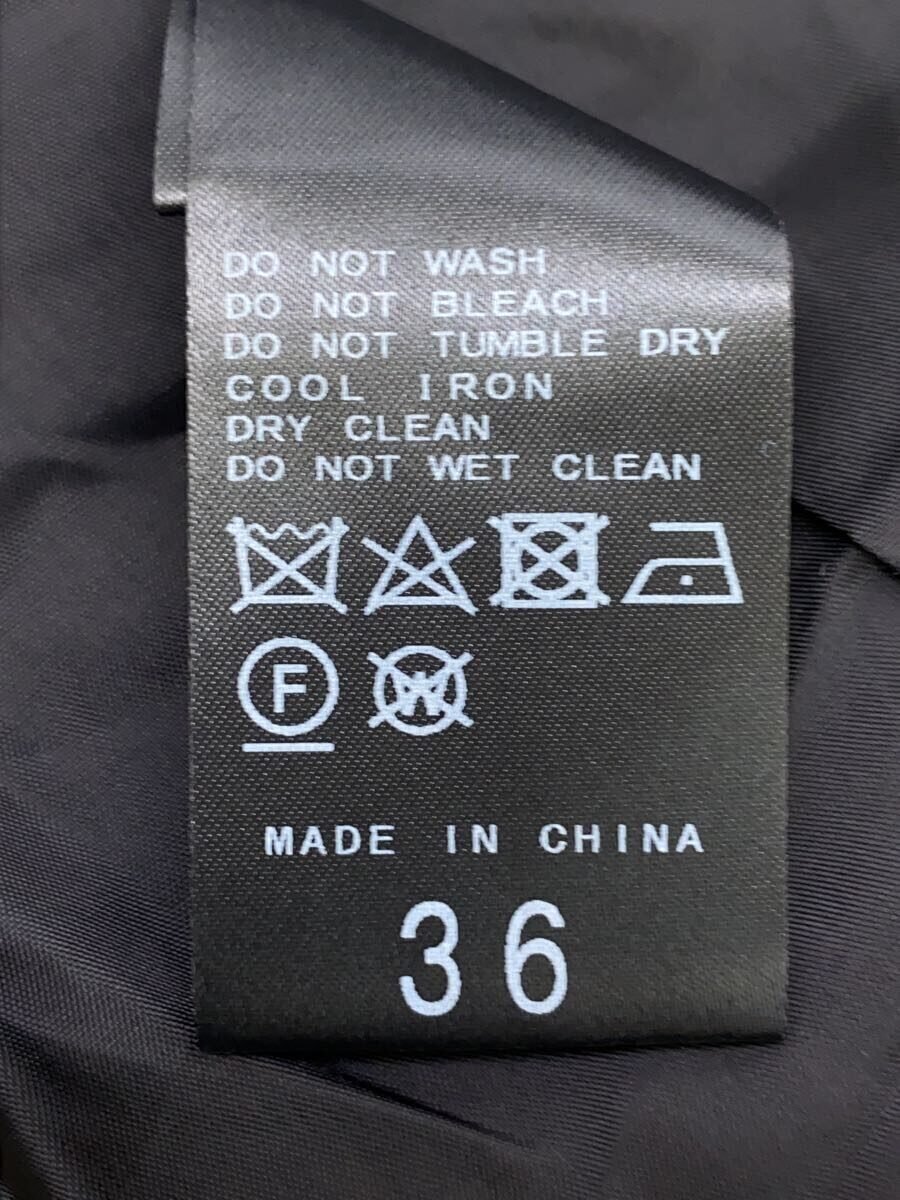 DO NOT WASH
DO NOT BLEACH
DO NOT TUMBLE DRY
COOL IRON
DRY CLEAN
DO NOT WET CLEAN
F W
MADE IN CHINA
36